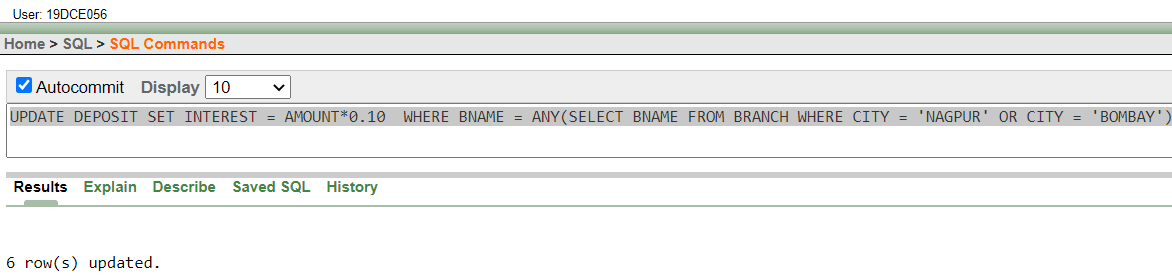 User: 19DCE056
Home > SQL > SQL Commands
Autocommit Display 10
UPDATE DEPOSIT SET INTEREST = AMOUNT*0.10  WHERE BNAME = ANY(SELECT BNAME FROM BRANCH WHERE CITY = 'NAGPUR' OR CITY = 'BOMBAY')
Results Explain Describe Saved SQL History
6 row(s) updated.